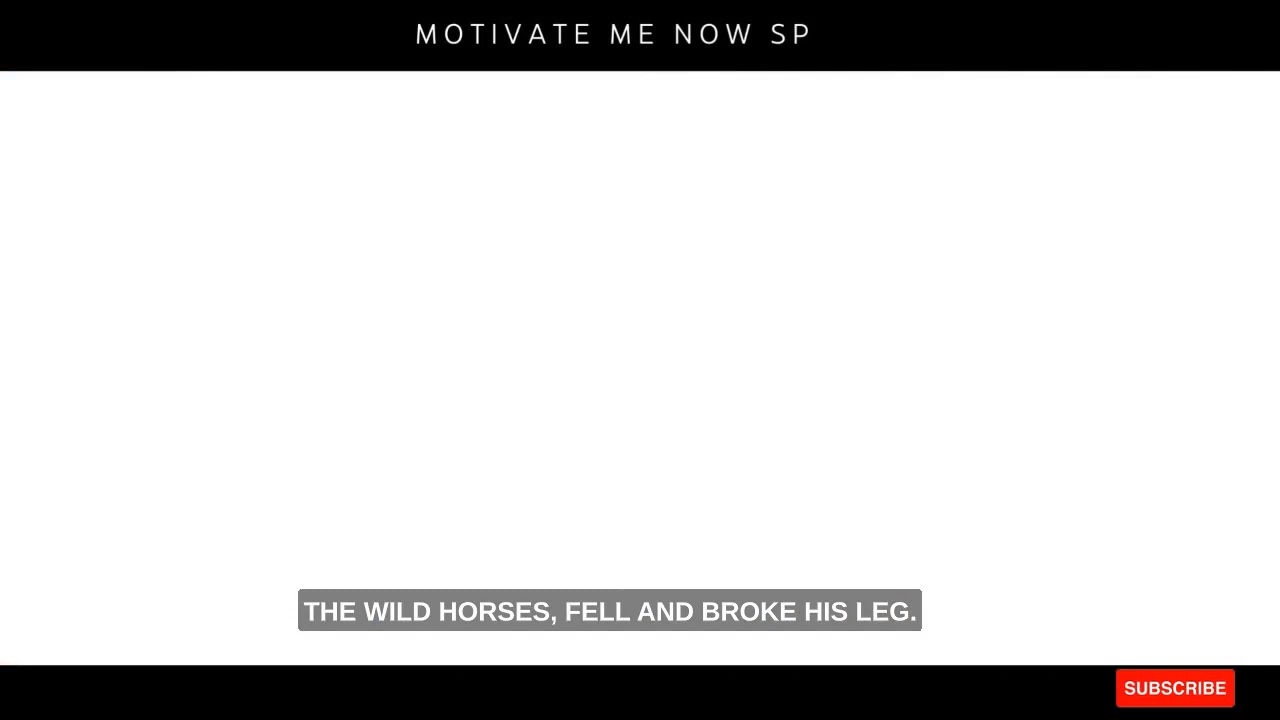 MOTIVATE ME NOW SP
THE WILD HORSES, FELL AND BROKE HIS LEG.
SUBSCRIBE